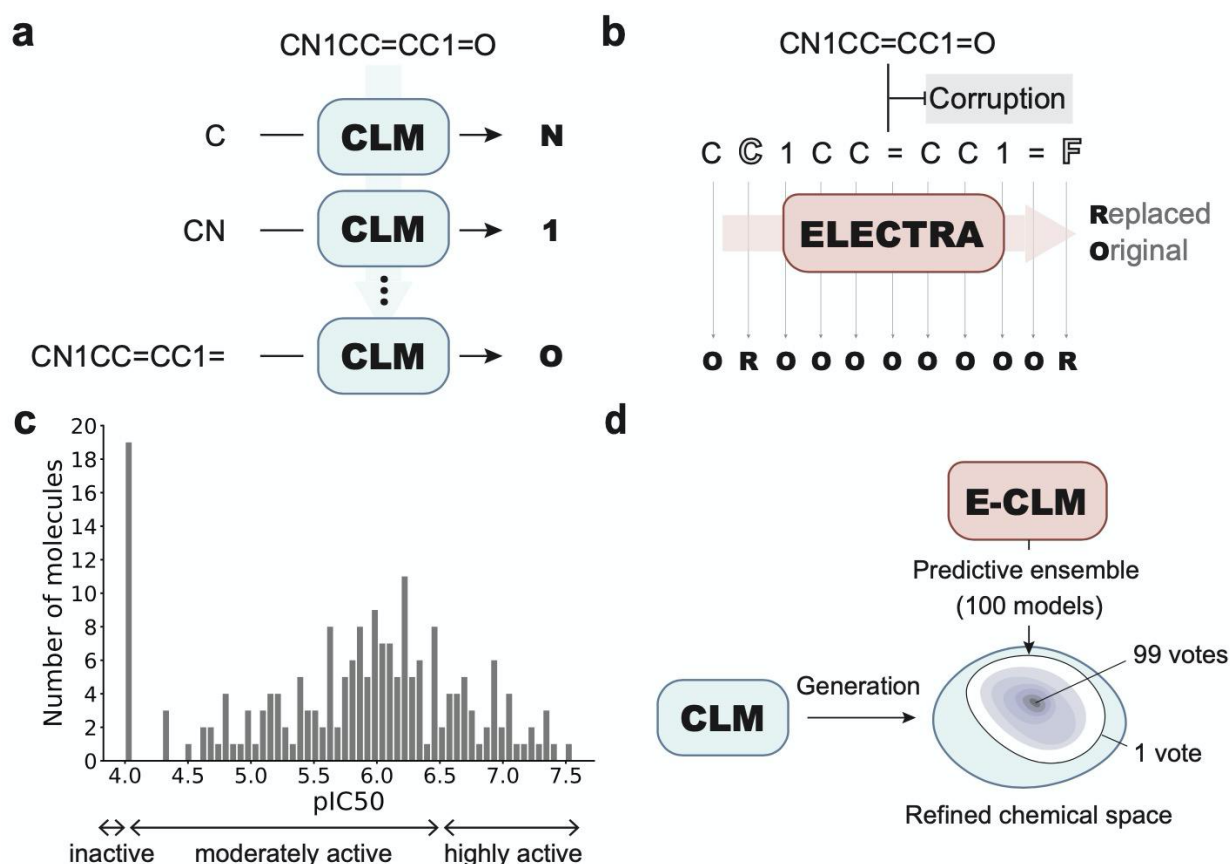 a
CN1CC=CC1=O
C CLM N
CN CLM 1
CN1CC=CC1= CLM O
b
CN1CC=CC1=O
Corruption
C C 1 C C = C C 1 = F
ELECTRA
Replaced
Original
O R O O O O O O O O R
c
Number of molecules
20
18
16
14
12
10
8
6
4
2
0
4.0 4.5 5.0 5.5 6.0 6.5 7.0 7.5
pIC50
inactive moderately active highly active
d
E-CLM
Predictive ensemble
(100 models)
99 votes
Generation
CLM
1 vote
Refined chemical space